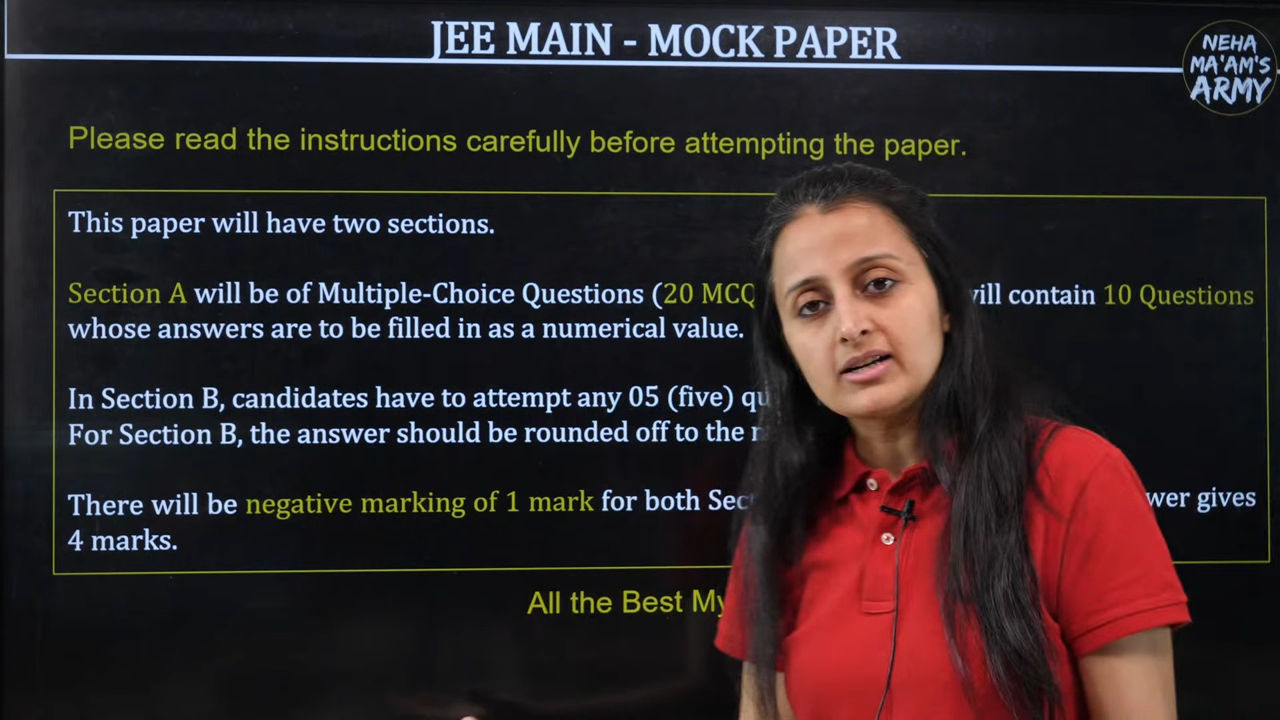 JEE MAIN - MOCK PAPER
NEHA
MA'AM'S
ARMY
Please read the instructions carefully before attempting the paper.
This paper will have two sections.
Section A will be of Multiple-Choice Questions (20 MCQ will contain 10 Questions
whose answers are to be filled in as a numerical value.
In Section B, candidates have to attempt any 05 (five)
For Section B, the answer should be rounded off to the
There will be negative marking of 1 mark for both gives
4 marks.
All the Best My